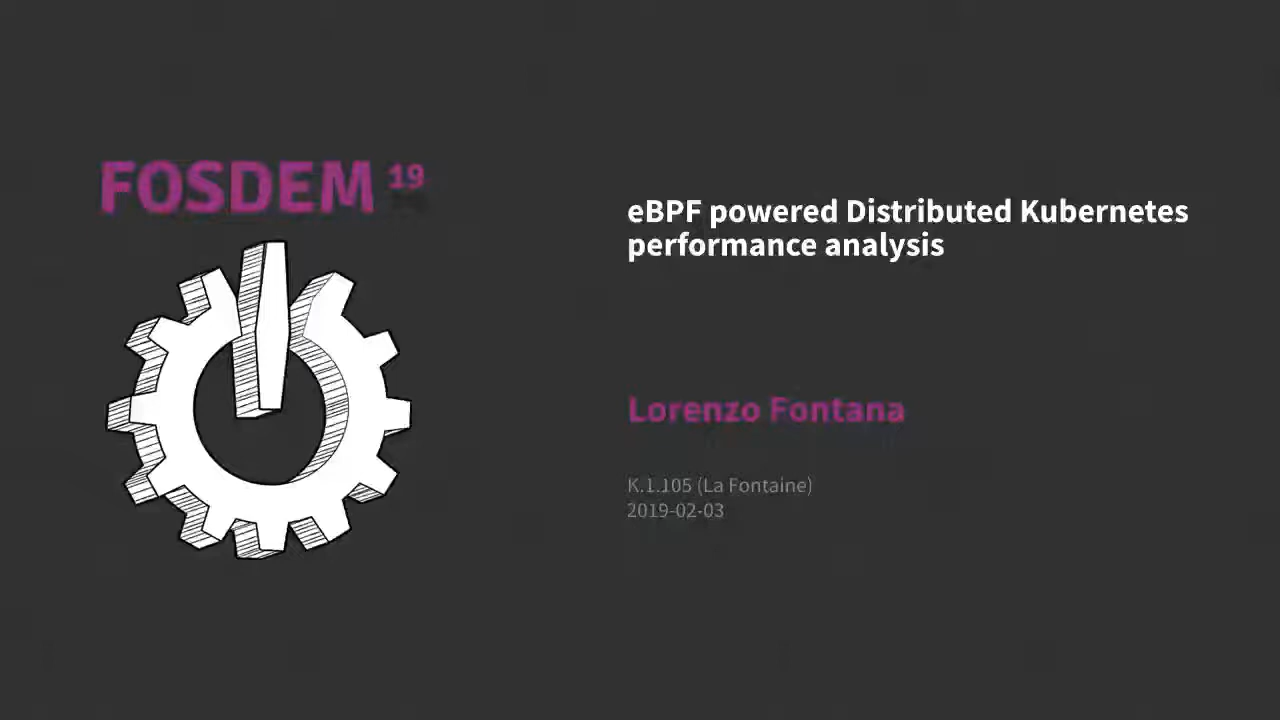 FOSDEM 19
eBPF powered Distributed Kubernetes
performance analysis
Lorenzo Fontana
K.1.105 (La Fontaine)
2019-02-03